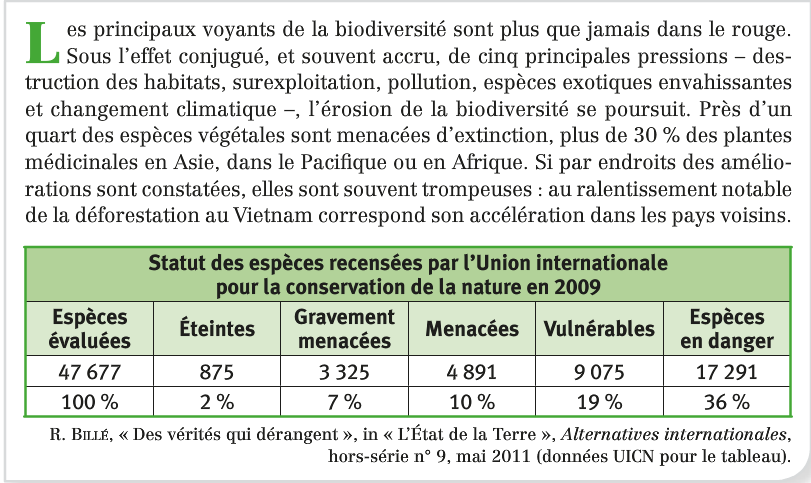 Les principaux voyants de la biodiversité sont plus que jamais dans le rouge.
Sous l'effet conjugué, et souvent accru, de cinq principales pressions – des-
truction des habitats, surexploitation, pollution, espèces exotiques envahissantes
et changement climatique –, l'érosion de la biodiversité se poursuit. Près d'un
quart des espèces végétales sont menacées d'extinction, plus de 30 % des plantes
médicinales en Asie, dans le Pacifique ou en Afrique. Si par endroits des amélio-
rations sont constatées, elles sont souvent trompeuses : au ralentissement notable
de la déforestation au Vietnam correspond son accélération dans les pays voisins.
Statut des espèces recensées par l'Union internationale
pour la conservation de la nature en 2009
Espèces évaluées Éteintes Gravement menacées Menacées Vulnérables Espèces en danger
47 677 875 3 325 4 891 9 075 17 291
100 % 2 % 7 % 10 % 19 % 36 %
R. BILLÉ, « Des vérités qui dérangent », in « L'État de la Terre », Alternatives internationales,
hors-série n° 9, mai 2011 (données UICN pour le tableau).